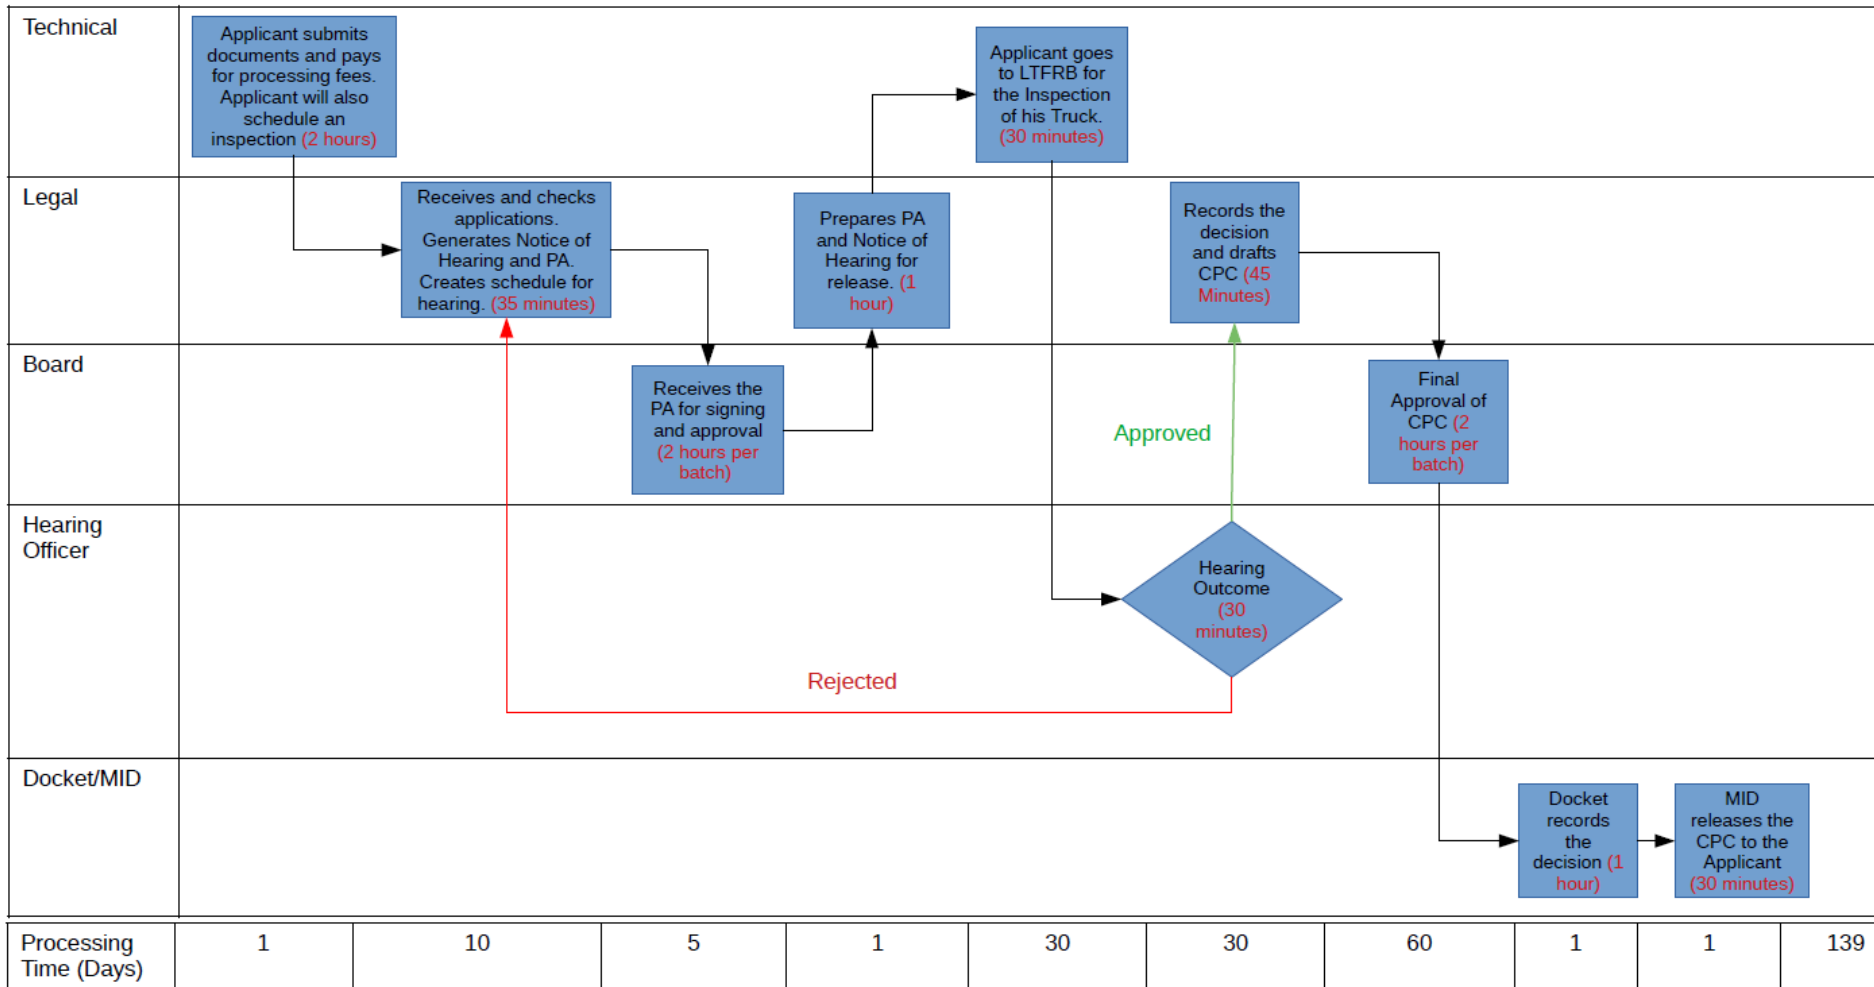 Technical
Applicant submits
documents and pays
for processing fees.
Applicant will also
schedule an
inspection (2 hours)
Applicant goes
to LTFRB for
the Inspection
of his Truck.
(30 minutes)
Legal
Receives and checks
applications.
Generates Notice of
Hearing and PA.
Creates schedule for
hearing. (35 minutes)
Prepares PA
and Notice of
Hearing for
release. (1
hour)
Records the
decision
and drafts
CPC (45
Minutes)
Board
Receives the
PA for signing
and approval
(2 hours per
batch)
Approved
Final
Approval of
CPC (2
hours per
batch)
Hearing
Officer
Hearing
Outcome
(30
minutes)
Rejected
Docket/MID
Docket
records
the
decision (1
hour)
MID
releases the
CPC to the
Applicant
(30 minutes)
Processing
Time (Days)
1
10
5
1
30
30
60
1
1
139